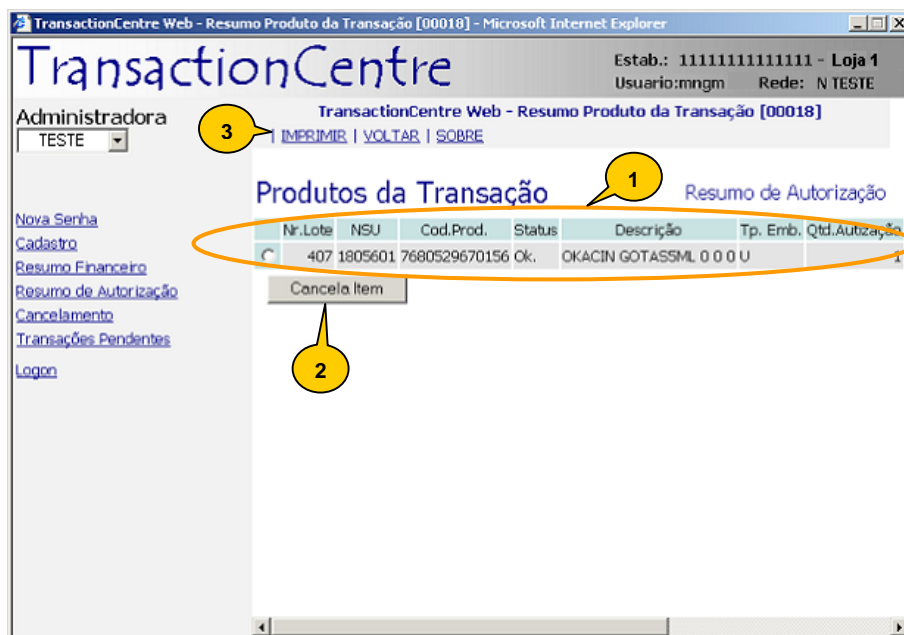 TransactionCentre Web - Resumo Produto da Transação [00018] - Microsoft Internet Explorer
TransactionCentre
Estab.: 11111111111111 - Loja 1
Usuario:mngm Rede: N TESTE
Administradora
TESTE
TransactionCentre Web - Resumo Produto da Transação [00018]
3
| IMPRIMIR | VOLTAR | SOBRE
1
Produtos da Transação
Resumo de Autorização
Nova Senha
Cadastro
Resumo Financeiro
Resumo de Autorização
Cancelamento
Transações Pendentes
Logon
Nr.Lote NSU Cod.Prod. Status Descrição Tp. Emb. Qtd.Autização
407 1805601 7680529670156 Ok. OKACIN GOTAS5ML 0 0 0 U 1
Cancela Item
2